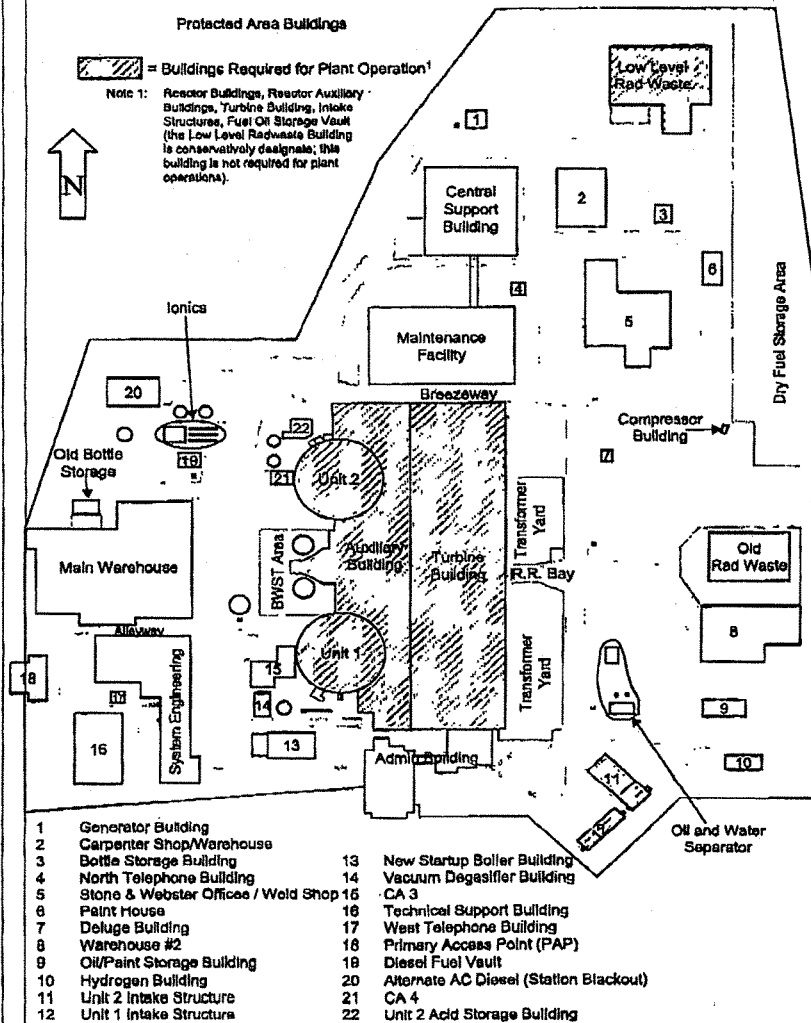 Protected Area Buildings
= Buildings Required for Plant Operation1
Note 1: Reactor Buildings, Reactor Auxiliary
Buildings, Turbine Building, Intake
Structures, Fuel Oil Storage Vault
(the Low Level Radwaste Building
is conservatively designate; this
building is not required for plant
operations).
N
Low Level
Rad Waste
1
Central
Support
Building
2
3
4
5
6
Dry Fuel Storage Area
Ionics
Maintenance
Facility
Breezeway
20
22
Compressor
Building
19
Old Bottle
Storage
21
Unit 2
7
Transformer
Yard
Main Warehouse
BWST Area
Auxiliary
Building
Turbine
Building
R.R. Bay
Old
Rad Waste
Alleyway
8
Unit 1
18
15
Transformer
Yard
17
14
System Engineering
9
16
13
Admin Building
10
11
12
Oil and Water
Separator
1 Generator Building
2 Carpenter Shop/Warehouse
3 Bottle Storage Building
4 North Telephone Building
5 Stone & Webster Offices / Weld Shop
6 Paint House
7 Deluge Building
8 Warehouse #2
9 Oil/Paint Storage Building
10 Hydrogen Building
11 Unit 2 Intake Structure
12 Unit 1 Intake Structure
13 New Startup Boiler Building
14 Vacuum Degasifier Building
15 CA 3
16 Technical Support Building
17 West Telephone Building
18 Primary Access Point (PAP)
19 Diesel Fuel Vault
20 Alternate AC Diesel (Station Blackout)
21 CA 4
22 Unit 2 Acid Storage Building